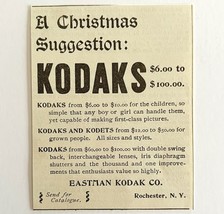 A Christmas
Suggestion:
KODAKS $6.00 to
$100.00.
KODAKS from $6.00 to $10.00 for the children, so
simple that any boy or girl can handle them,
yet capable of making first-class pictures.
KODAKS AND KODETS from $12.00 to $50.00 for
grown people. All sizes and styles.
KODAKS from $60.00 to $100.00 with double swing
back, interchangeable lenses, iris diaphragm
shutters and the thousand and one improve-
ments that enthusiasts value so highly.
EASTMAN KODAK CO.
Send for
Catalogue.
Rochester, N. Y.